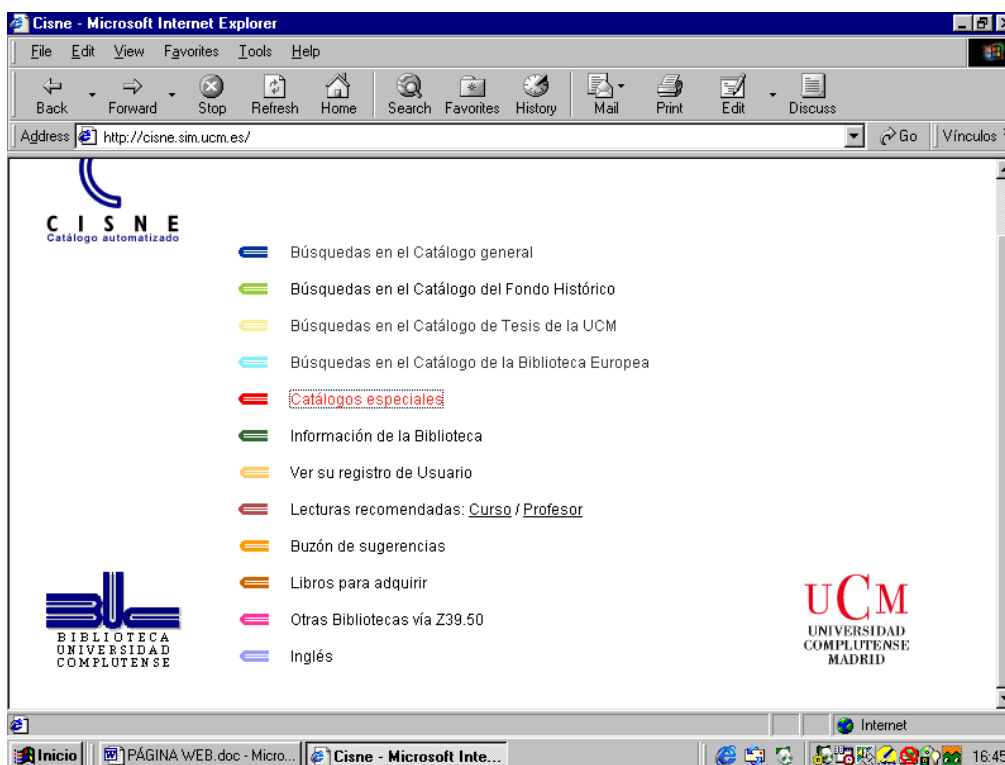 Cisne - Microsoft Internet Explorer
File Edit View Favorites Tools Help
Back Forward Stop Refresh Home Search Favorites History Mail Print Edit Discuss
Address http://cisne.sim.ucm.es/ Go Vínculos
CISNE
Catálogo automatizado
Búsquedas en el Catálogo general
Búsquedas en el Catálogo del Fondo Histórico
Búsquedas en el Catálogo de Tesis de la UCM
Búsquedas en el Catálogo de la Biblioteca Europea
Catálogos especiales
Información de la Biblioteca
Ver su registro de Usuario
Lecturas recomendadas: Curso / Profesor
Buzón de sugerencias
Libros para adquirir
Otras Bibliotecas vía Z39.50
Inglés
BIBLIOTECA
UNIVERSIDAD
COMPLUTENSE
UCM
UNIVERSIDAD
COMPLUTENSE
MADRID
Internet
Inicio PÁGINA WEB.doc - Micro... Cisne - Microsoft Inte... 16:45